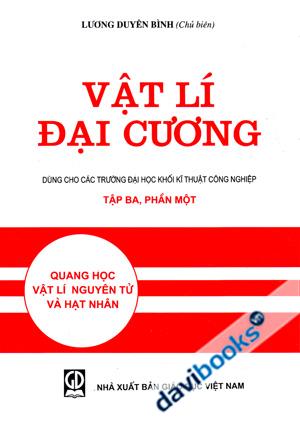 LƯƠNG DUYÊN BÌNH (Chủ biên)
VẬT LÍ
ĐẠI CƯƠNG
DÙNG CHO CÁC TRƯỜNG ĐẠI HỌC KHỐI KĨ THUẬT CÔNG NGHIỆP
TẬP BA, PHẦN MỘT
QUANG HỌC
VẬT LÍ NGUYÊN TỬ
VÀ HẠT NHÂN
NHÀ XUẤT BẢN GIÁO DỤC VIỆT NAM
davibooks.vn